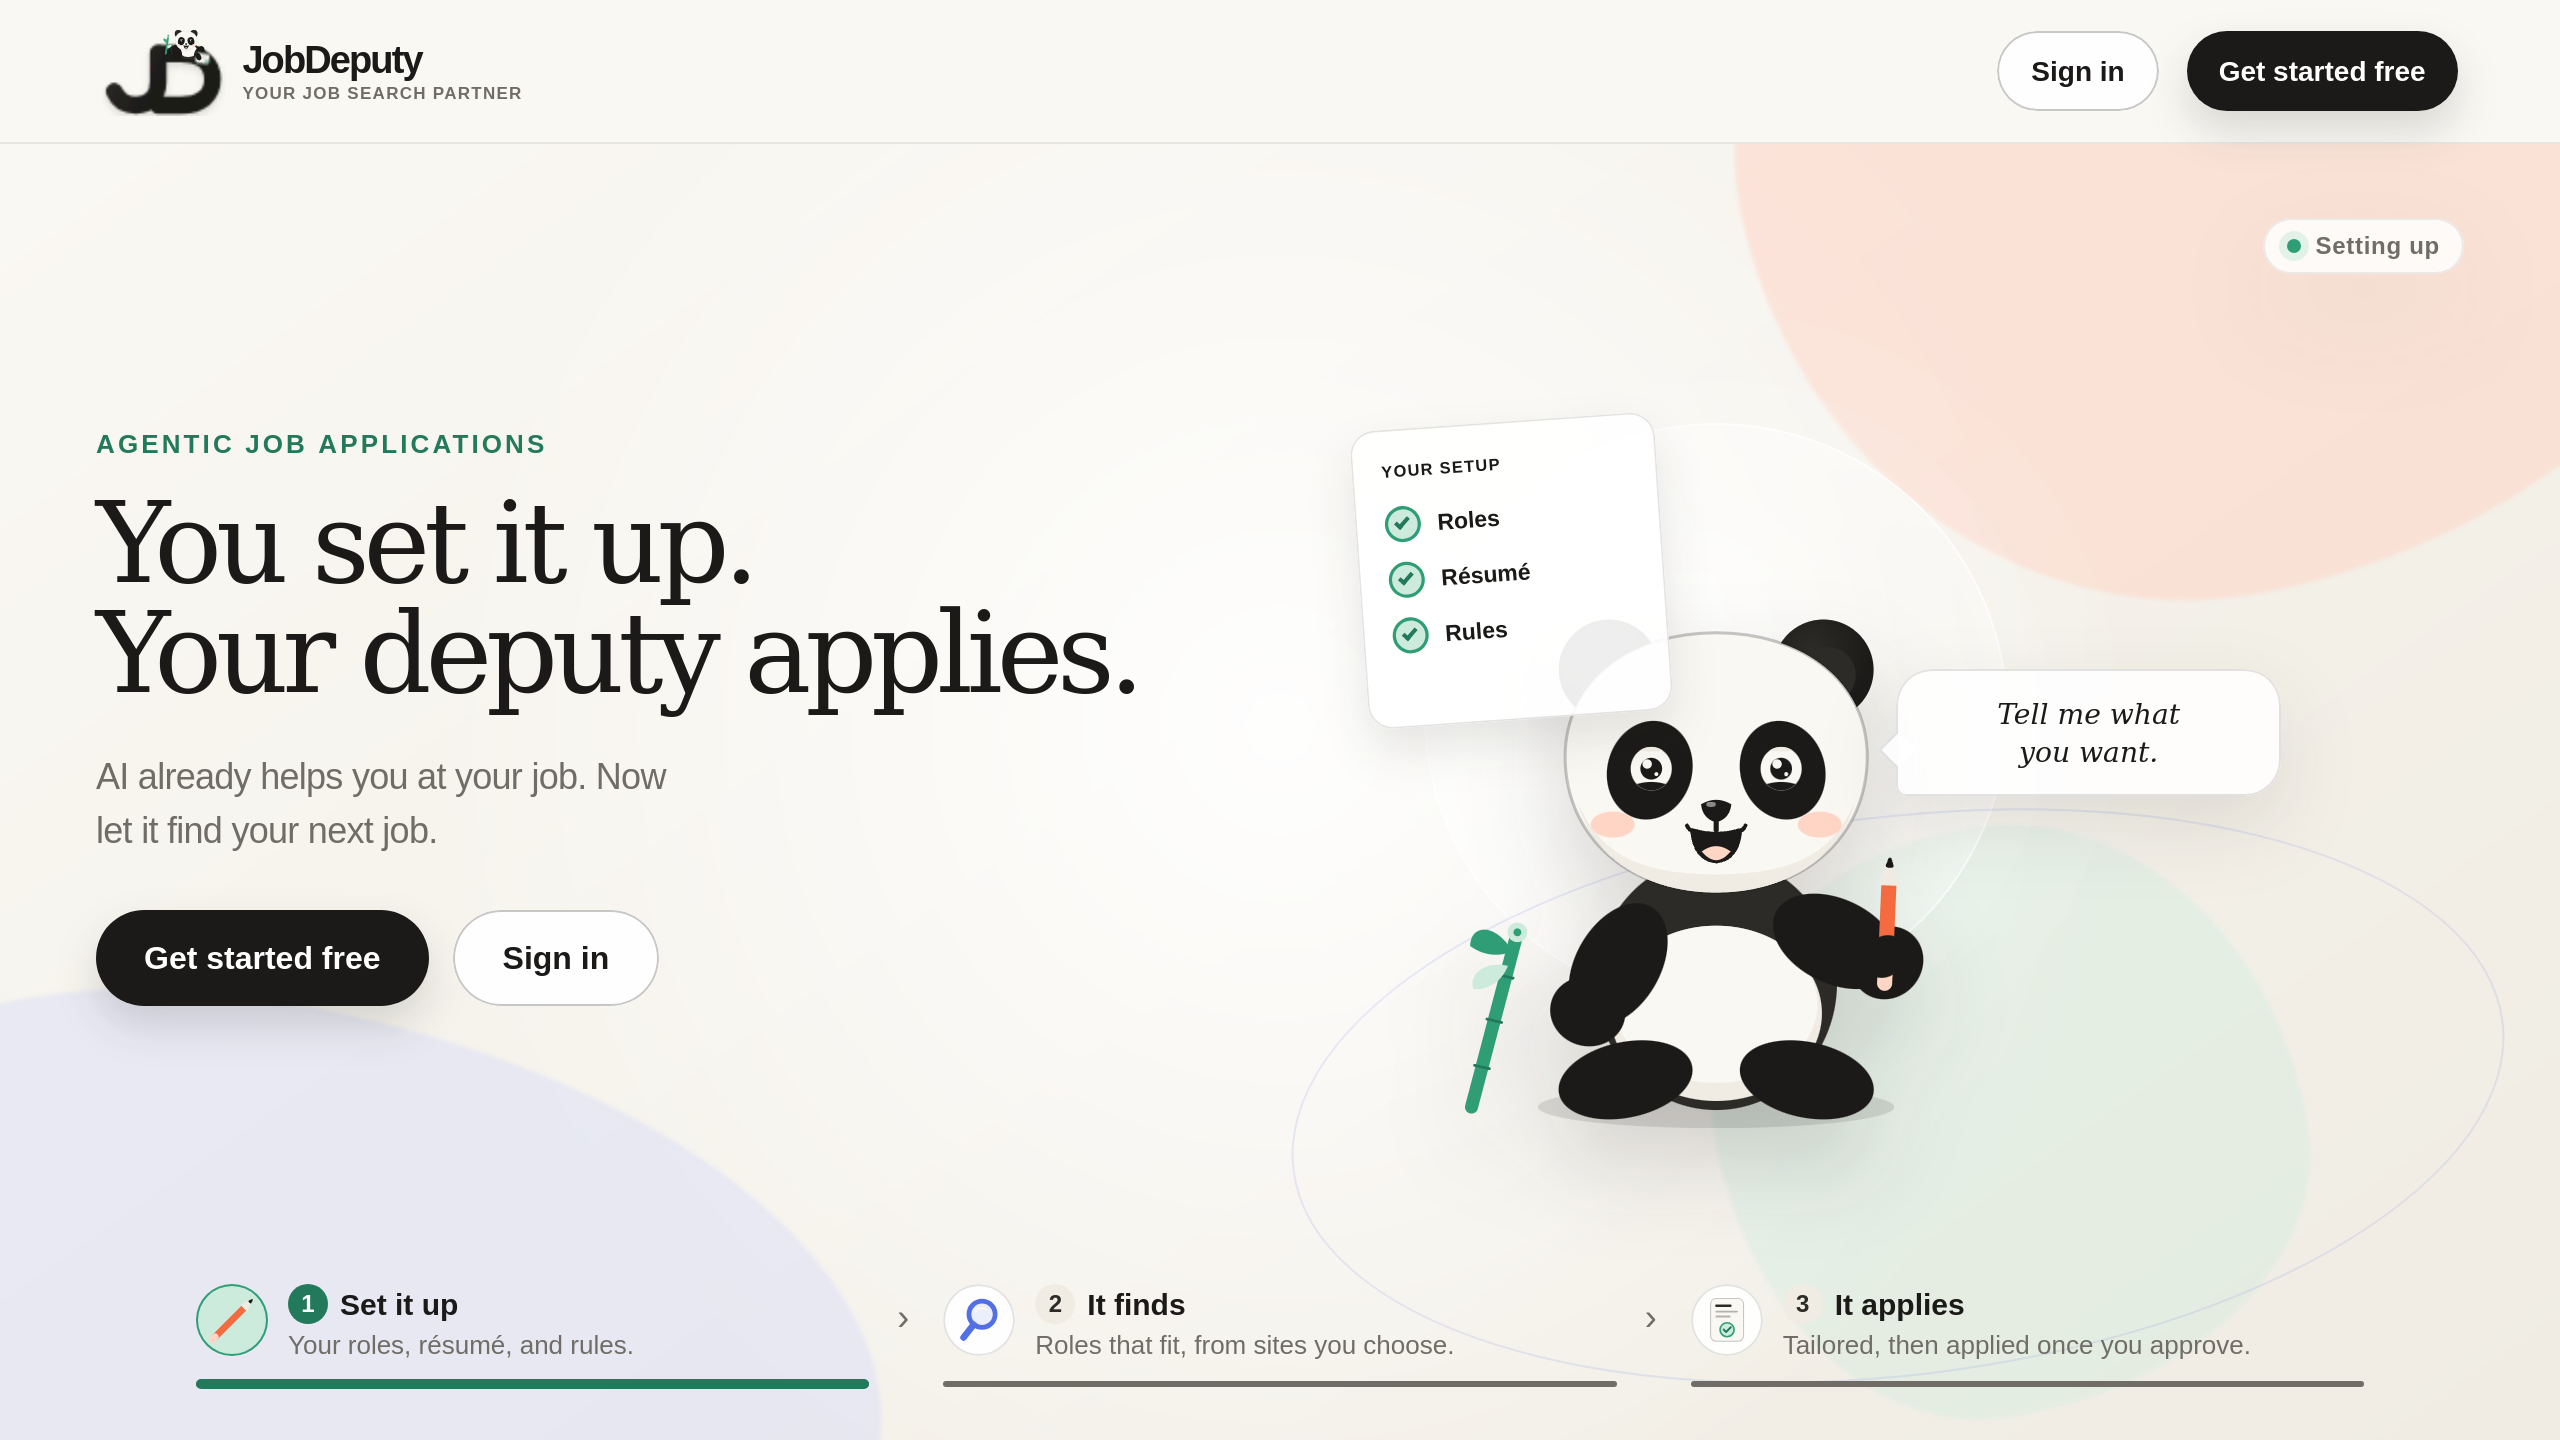 JobDeputy
YOUR JOB SEARCH PARTNER
Sign in
Get started free
Setting up
AGENTIC JOB APPLICATIONS
You set it up.
Your deputy applies.
AI already helps you at your job. Now
let it find your next job.
Get started free
Sign in
YOUR SETUP
Roles
Résumé
Rules
Tell me what
you want.
1 Set it up
Your roles, résumé, and rules.
›
2 It finds
Roles that fit, from sites you choose.
›
3 It applies
Tailored, then applied once you approve.